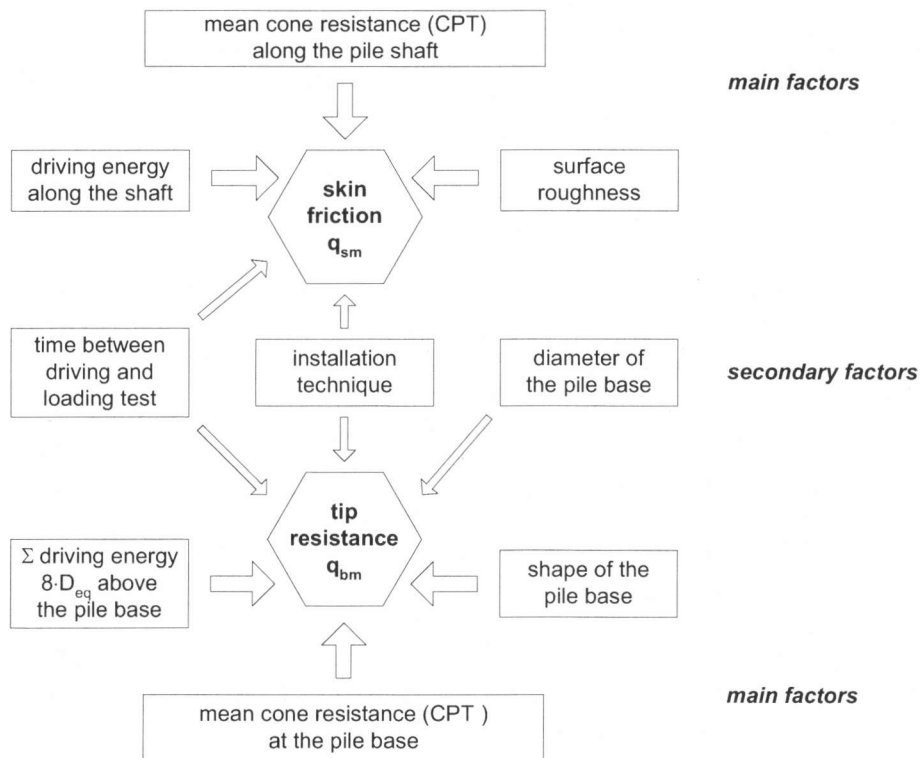 mean cone resistance (CPT)
along the pile shaft
main factors
driving energy
along the shaft
skin
friction
q_sm
surface
roughness
time between
driving and
loading test
installation
technique
diameter of
the pile base
secondary factors
Σ driving energy
8·D_eq above
the pile base
tip
resistance
q_bm
shape of the
pile base
main factors
mean cone resistance (CPT )
at the pile base